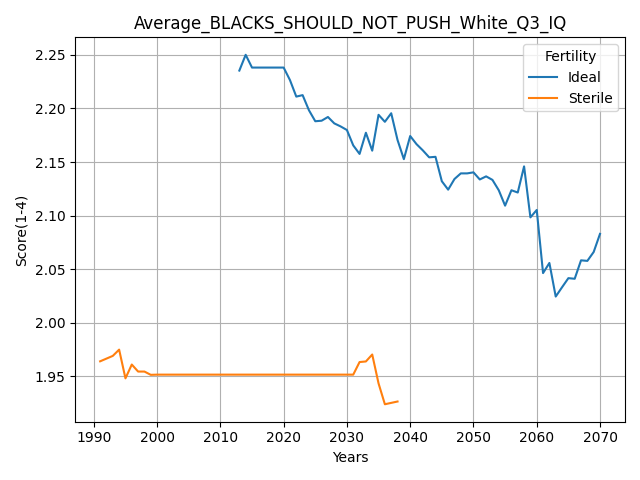 Average_BLACKS_SHOULD_NOT_PUSH_White_Q3_IQ
Fertility
Ideal
Sterile
Score(1-4)
2.25
2.20
2.15
2.10
2.05
2.00
1.95
1990 2000 2010 2020 2030 2040 2050 2060 2070
Years